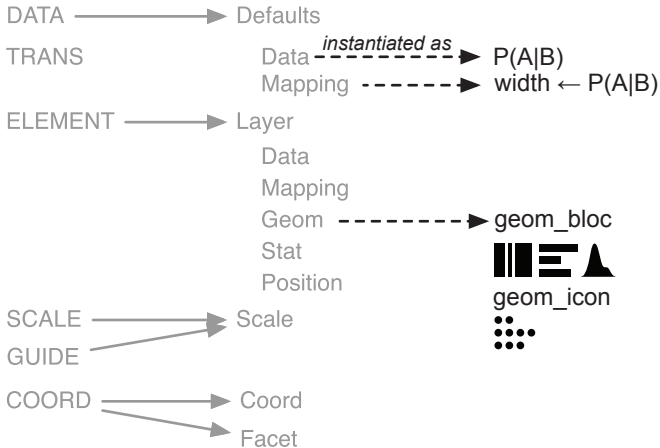 DATA Defaults
TRANS Data instantiated as P(A|B)
Mapping width ← P(A|B)
ELEMENT Layer
Data
Mapping
Geom geom_bloc
Stat
Position
geom_icon
SCALE Scale
GUIDE
COORD Coord
Facet